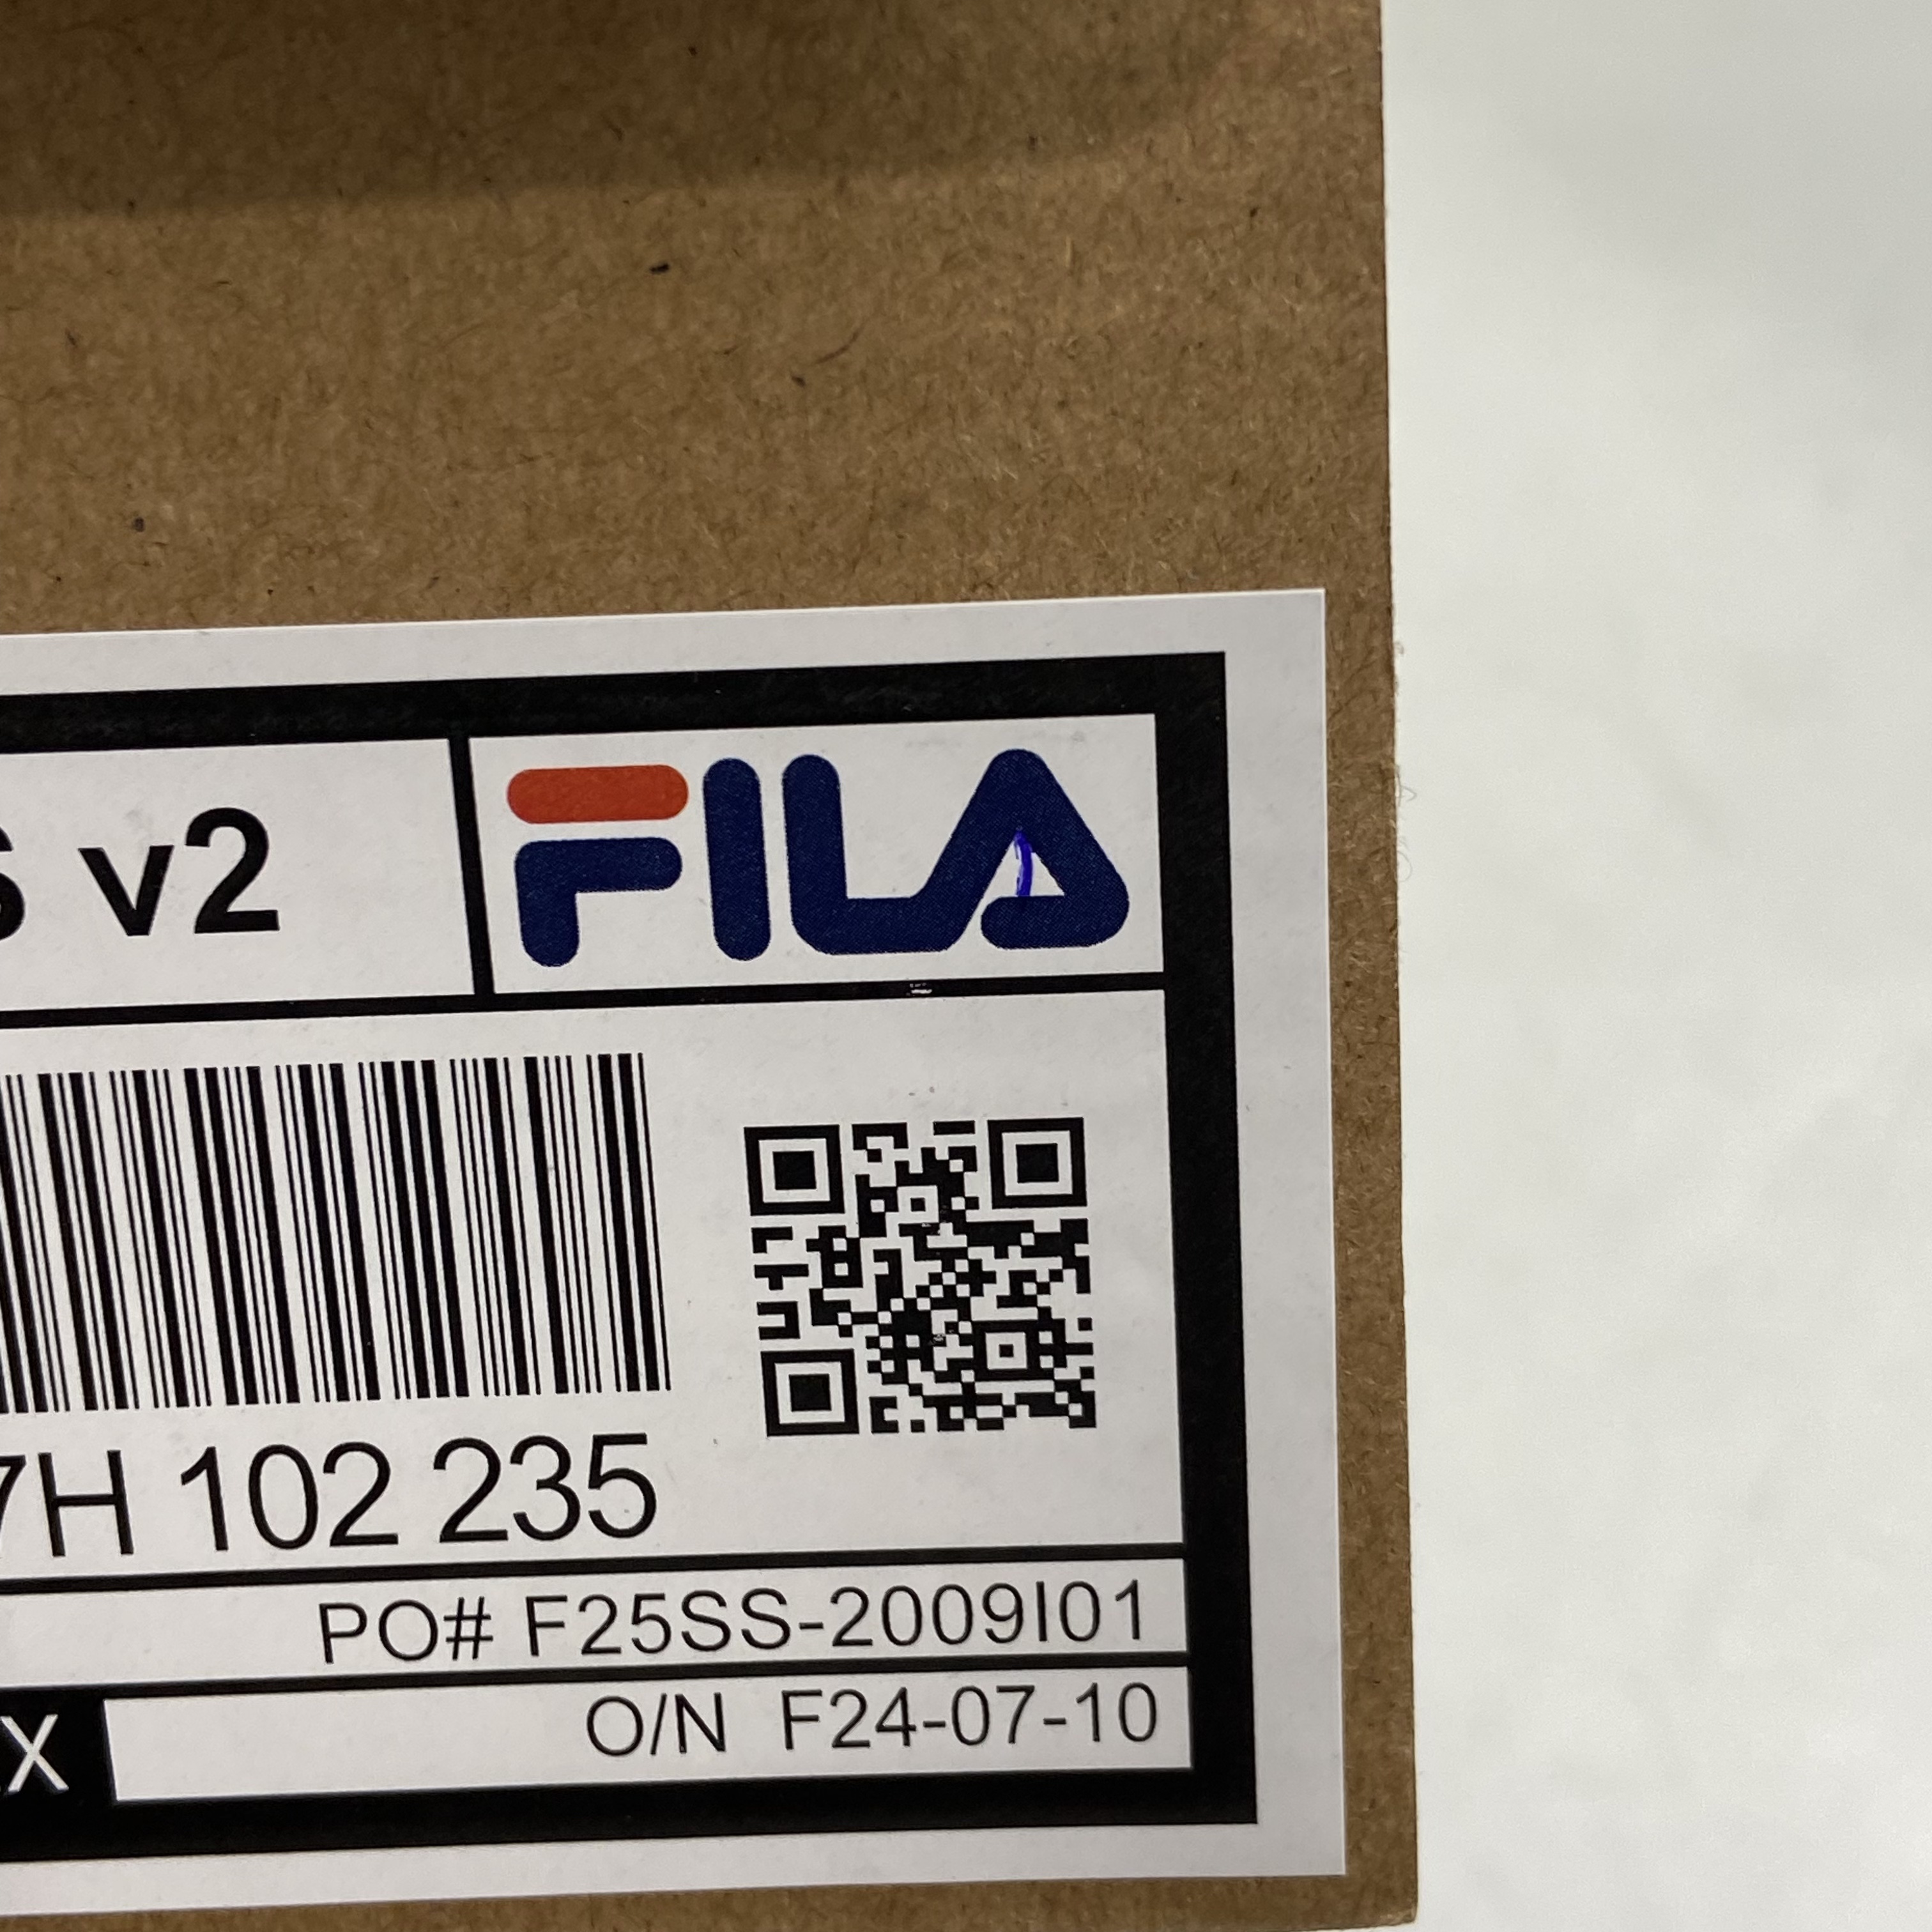 v2
FILA
7H 102 235
PO# F25SS-2009I01
O/N F24-07-10
X